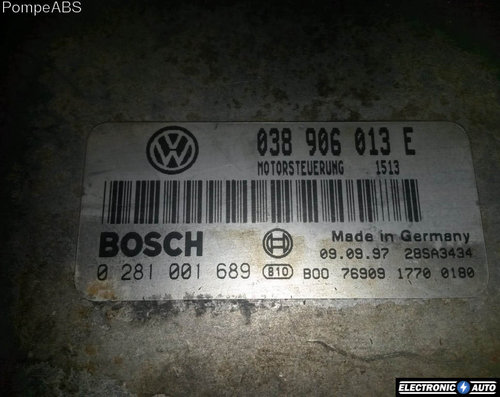 PompeABS
038 906 013 E
MOTORSTEUERUNG 1513
BOSCH
Made in Germany
09.09.97 28SA3434
0 281 001 689 B10 B00 76909 1770 0180
ELECTRONIC AUTO